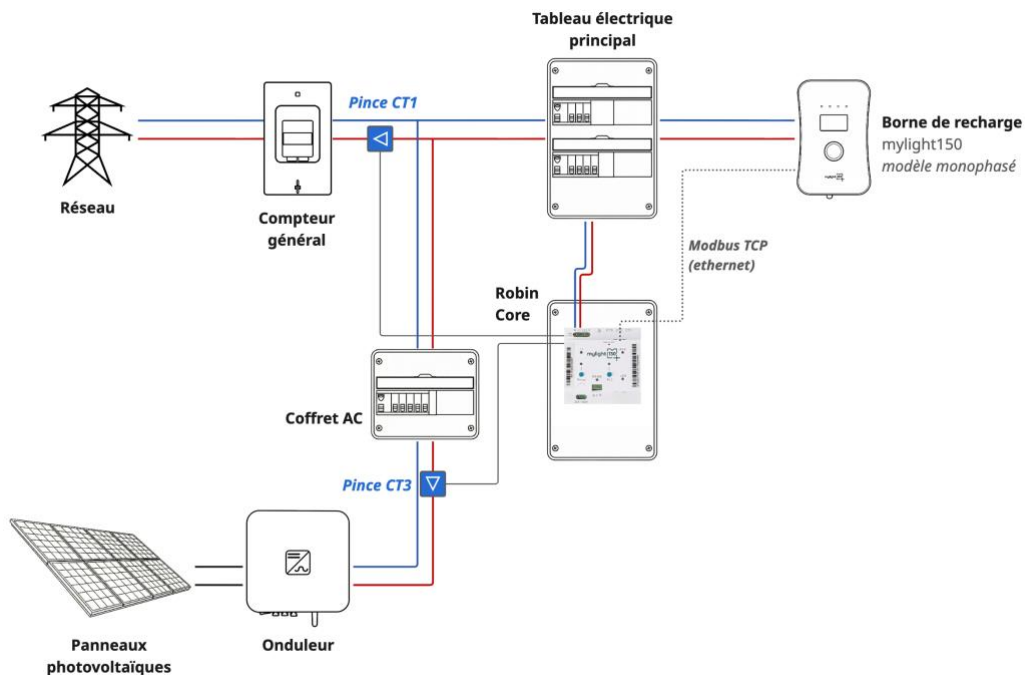 Tableau électrique
principal
Pince CT1
Réseau
Compteur
général
Borne de recharge
mylight150
modèle monophasé
Modbus TCP
(ethernet)
Robin
Core
mylight150
Coffret AC
Pince CT3
Panneaux
photovoltaïques
Onduleur